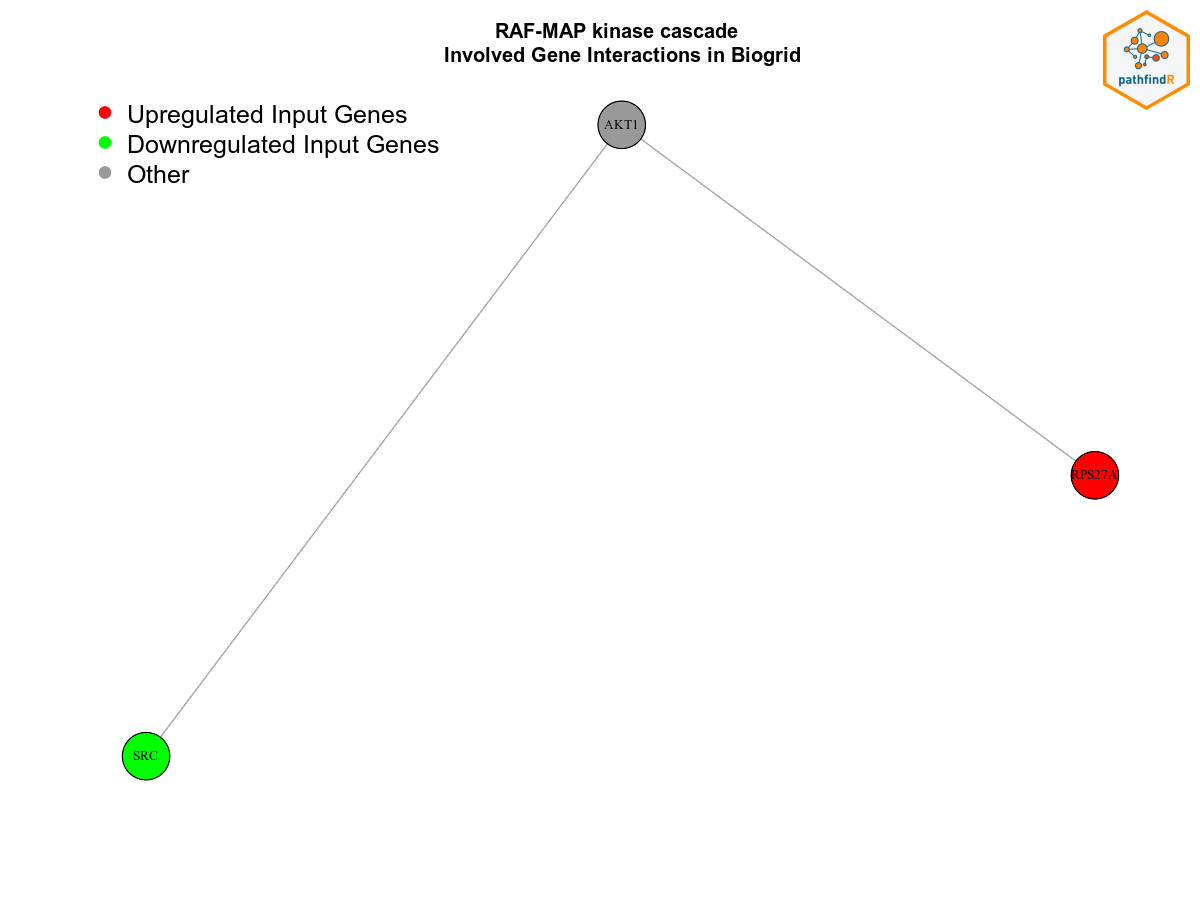 RAF-MAP kinase cascade
Involved Gene Interactions in Biogrid
pathfindR
Upregulated Input Genes
Downregulated Input Genes
Other
AKT1
RPS27A
SRC